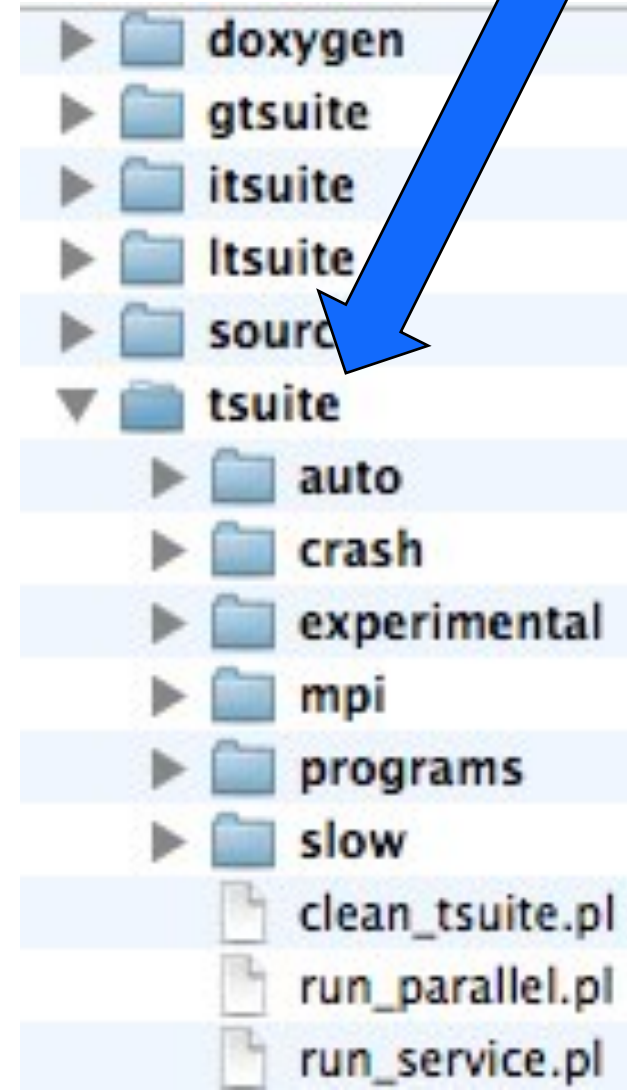 doxygen
gtsuite
itsuite
ltsuite
sourc
tsuite
auto
crash
experimental
mpi
programs
slow
clean_tsuite.pl
run_parallel.pl
run_service.pl